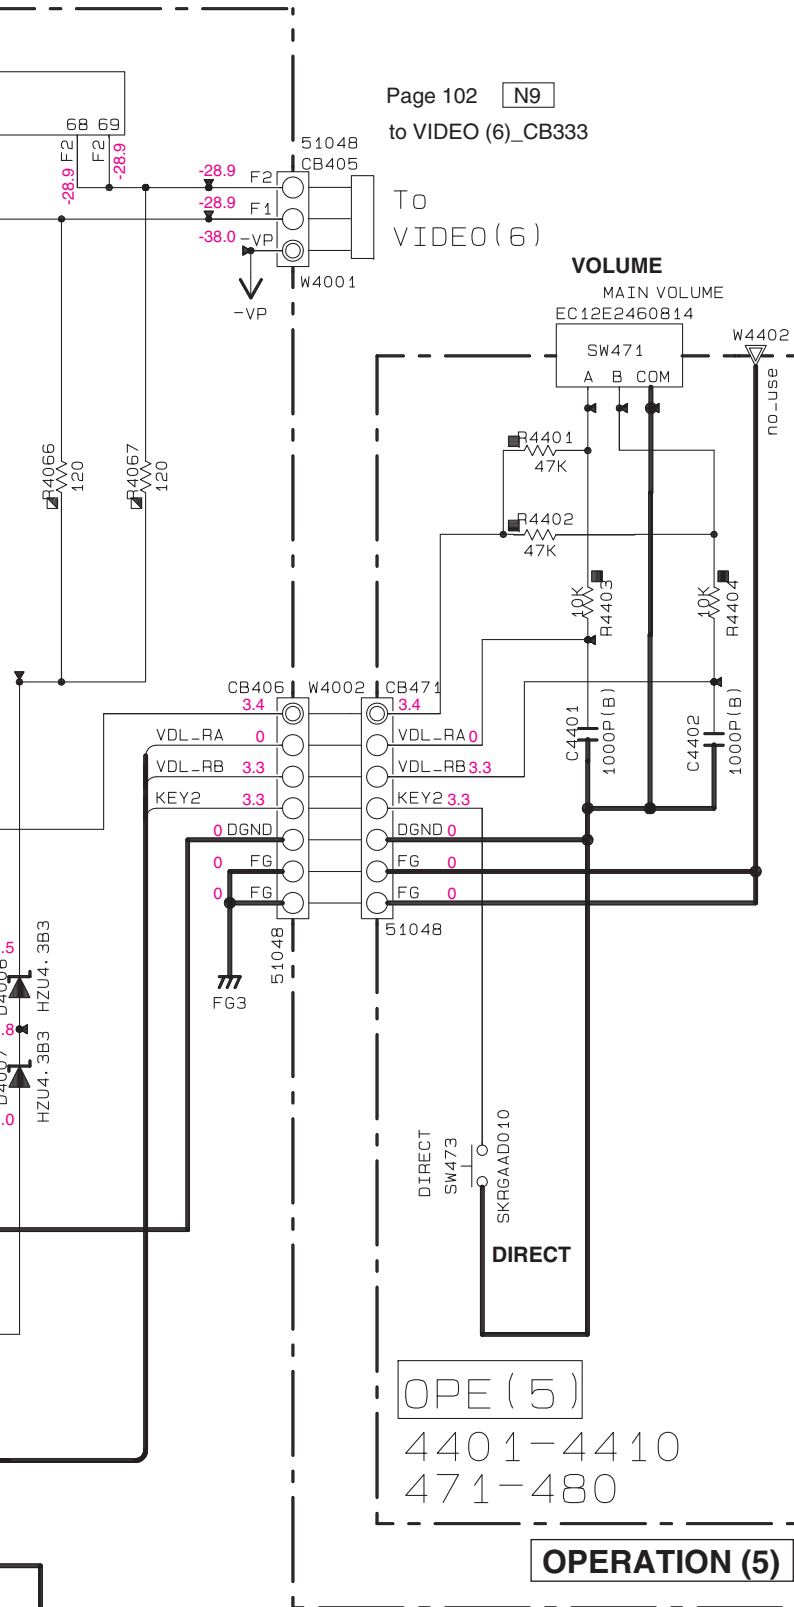 Page 102 N9
to VIDEO (6)_CB333
68 69
F2 F2
-28.9 -28.9
51048
CB405
-28.9 F2
-28.9 F1
-38.0 -VP
To
VIDEO(6)
W4001
-VP
VOLUME
MAIN VOLUME
EC12E2460814
SW471
A B COM
W4402
no_use
R4401
47K
R4402
47K
R4066
120
R4067
120
10K
R4403
10K
R4404
CB406 W4002 CB471
3.4 3.4
VDL_RA 0 VDL_RA 0
VDL_RB 3.3 VDL_RB 3.3
KEY2 3.3 KEY2 3.3
0 DGND DGND 0
0 FG FG 0
0 FG FG 0
C4401
1000P(B)
C4402
1000P(B)
51048
51048
FG3
HZU4.3B3
HZU4.3B3
DIRECT
SW473
SKRGAAD010
DIRECT
OPE(5)
4401-4410
471-480
OPERATION (5)